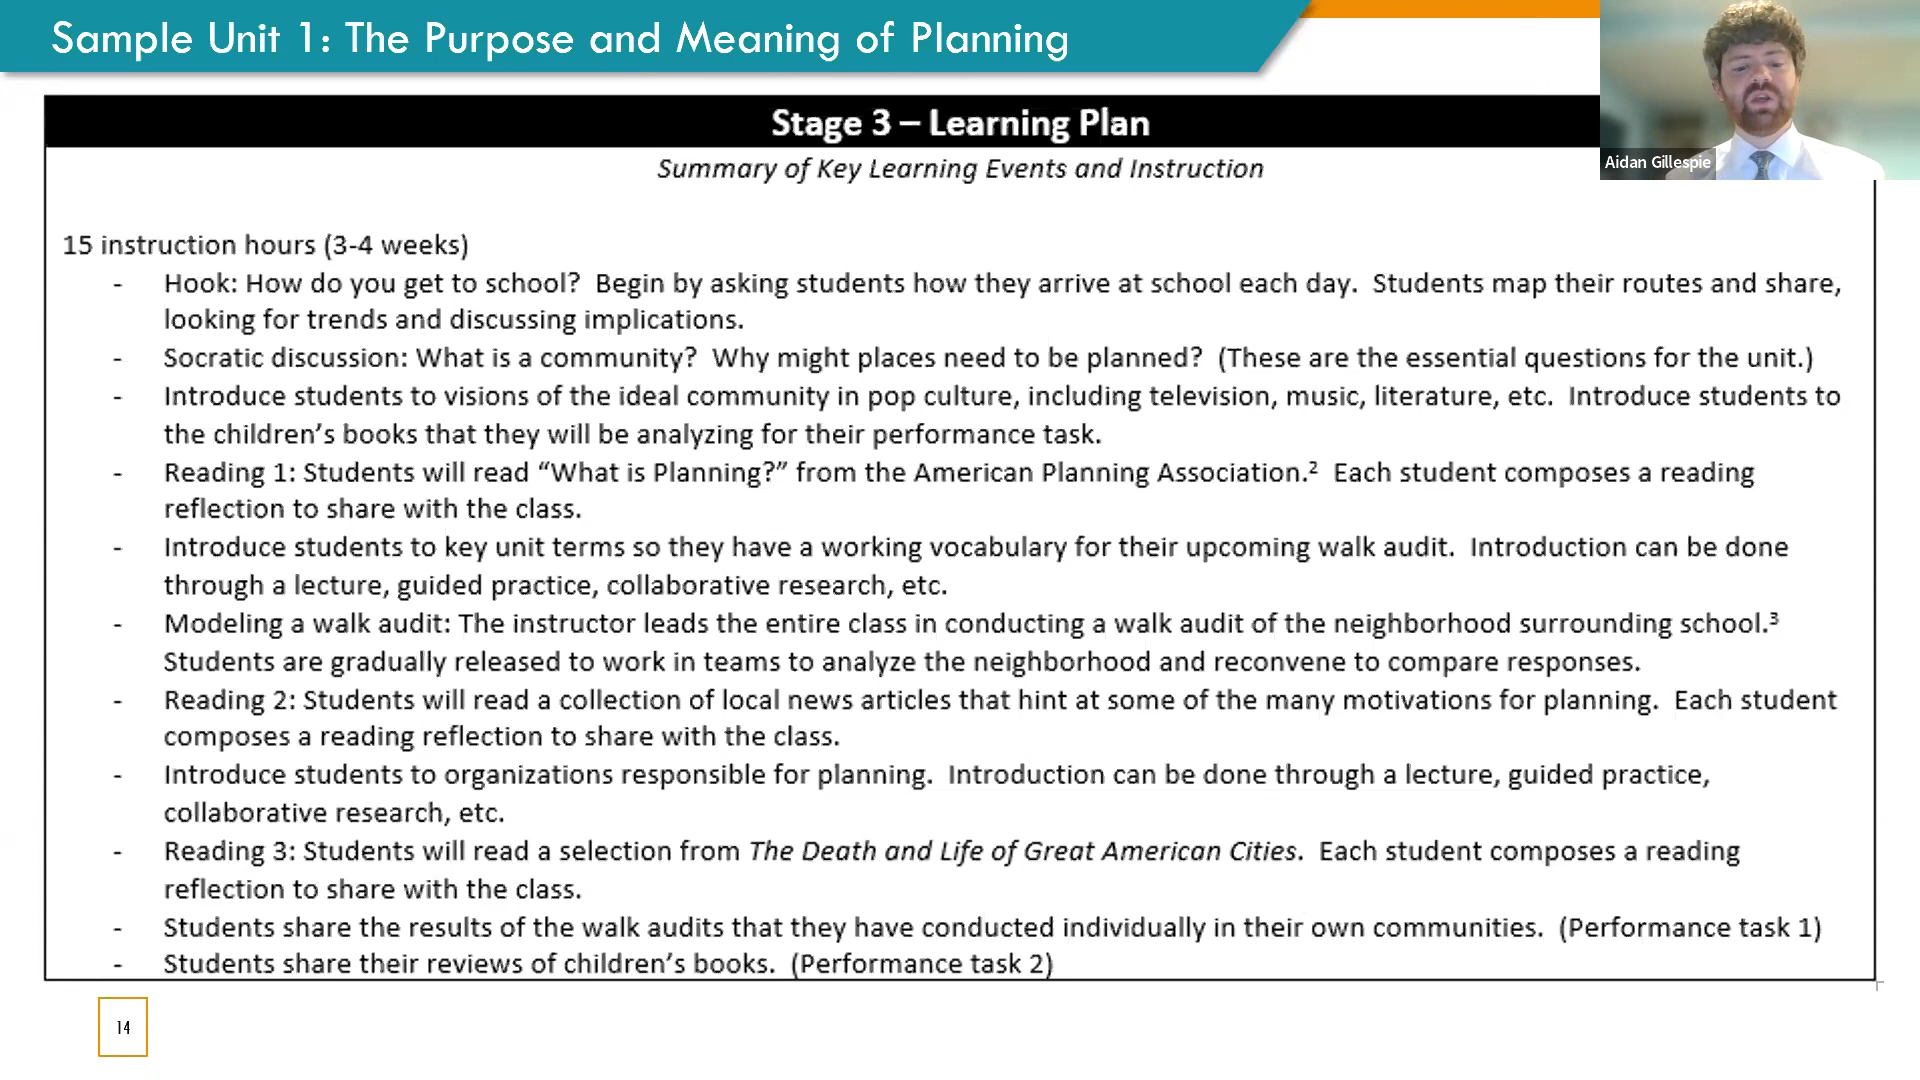 Sample Unit 1: The Purpose and Meaning of Planning
Stage 3 – Learning Plan
Summary of Key Learning Events and Instruction
Aidan Gillespie
15 instruction hours (3-4 weeks)
- Hook: How do you get to school?  Begin by asking students how they arrive at school each day.  Students map their routes and share,
looking for trends and discussing implications.
- Socratic discussion: What is a community?  Why might places need to be planned?  (These are the essential questions for the unit.)
- Introduce students to visions of the ideal community in pop culture, including television, music, literature, etc.  Introduce students to
the children’s books that they will be analyzing for their performance task.
- Reading 1: Students will read “What is Planning?” from the American Planning Association.²  Each student composes a reading
reflection to share with the class.
- Introduce students to key unit terms so they have a working vocabulary for their upcoming walk audit.  Introduction can be done
through a lecture, guided practice, collaborative research, etc.
- Modeling a walk audit: The instructor leads the entire class in conducting a walk audit of the neighborhood surrounding school.³
Students are gradually released to work in teams to analyze the neighborhood and reconvene to compare responses.
- Reading 2: Students will read a collection of local news articles that hint at some of the many motivations for planning.  Each student
composes a reading reflection to share with the class.
- Introduce students to organizations responsible for planning.  Introduction can be done through a lecture, guided practice,
collaborative research, etc.
- Reading 3: Students will read a selection from The Death and Life of Great American Cities.  Each student composes a reading
reflection to share with the class.
- Students share the results of the walk audits that they have conducted individually in their own communities.  (Performance task 1)
- Students share their reviews of children’s books.  (Performance task 2)
14